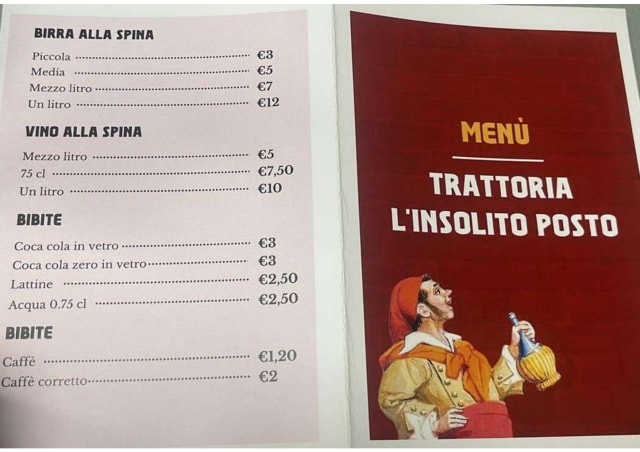 BIRRA ALLA SPINA
Piccola €3
Media €5
Mezzo litro €7
Un litro €12
VINO ALLA SPINA
Mezzo litro €5
75 cl €7,50
Un litro €10
BIBITE
Coca cola in vetro €3
Coca cola zero in vetro €3
Lattine €2,50
Acqua 0.75 cl €2,50
BIBITE
Caffè €1,20
Caffè corretto €2
MENÙ
TRATTORIA
L'INSOLITO POSTO